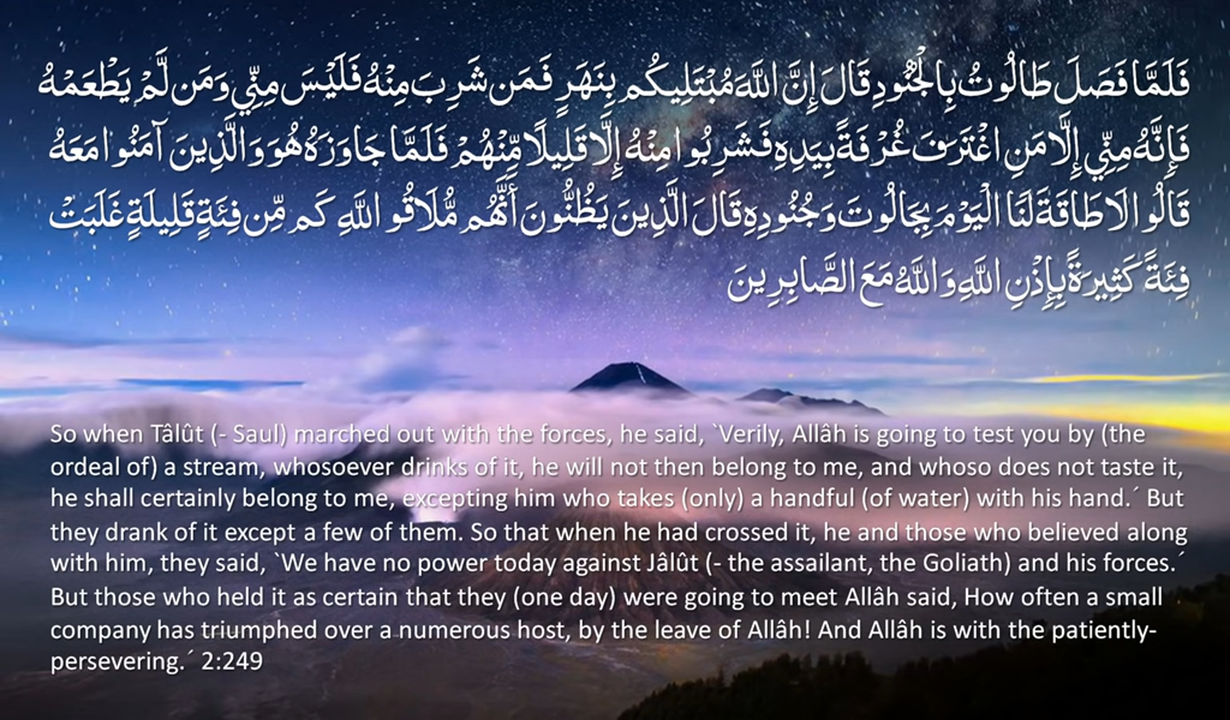 فَلَمَّا فَصَلَ طَالُوتُ بِالْجُنُودِ قَالَ إِنَّ اللَّهَ مُبْتَلِيكُم بِنَهَرٍ فَمَن شَرِبَ مِنْهُ فَلَيْسَ مِنِّي وَمَن لَّمْ يَطْعَمْهُ
فَإِنَّهُ مِنِّي إِلَّا مَنِ اغْتَرَفَ غُرْفَةً بِيَدِهِ فَشَرِبُوا مِنْهُ إِلَّا قَلِيلًا مِّنْهُمْ فَلَمَّا جَاوَزَهُ هُوَ وَالَّذِينَ آمَنُوا مَعَهُ
قَالُوا لَا طَاقَةَ لَنَا الْيَوْمَ بِجَالُوتَ وَجُنُودِهِ قَالَ الَّذِينَ يَظُنُّونَ أَنَّهُم مُّلَاقُو اللَّهِ كَم مِّن فِئَةٍ قَلِيلَةٍ غَلَبَتْ
فِئَةً كَثِيرَةً بِإِذْنِ اللَّهِ وَاللَّهُ مَعَ الصَّابِرِينَ
So when Tâlût (- Saul) marched out with the forces, he said, `Verily, Allâh is going to test you by (the
ordeal of) a stream, whosoever drinks of it, he will not then belong to me, and whoso does not taste it,
he shall certainly belong to me, excepting him who takes (only) a handful (of water) with his hand.´ But
they drank of it except a few of them. So that when he had crossed it, he and those who believed along
with him, they said, `We have no power today against Jâlût (- the assailant, the Goliath) and his forces.´
But those who held it as certain that they (one day) were going to meet Allâh said, How often a small
company has triumphed over a numerous host, by the leave of Allâh! And Allâh is with the patiently-
persevering.´ 2:249